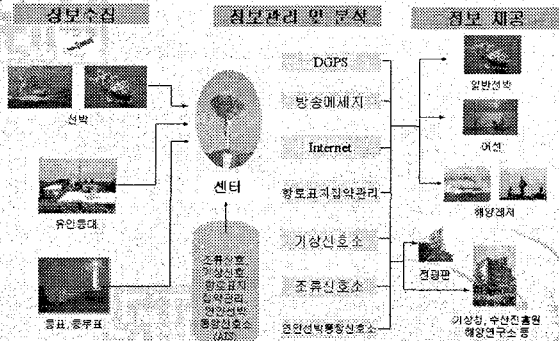 정보수집
정보관리 및 분석
정보 제공
선박
유인등대
등표, 등부표
센터
조류신호
기상신호
항로표지
집약관리
연안선박
통항신호소
(AIS)
DGPS
방송메세지
Internet
항로표지집약관리
기상신호소
조류신호소
연안선박통항신호소
일반선박
어선
해양레저
전광판
기상청, 수산진흥원
해양연구소 등